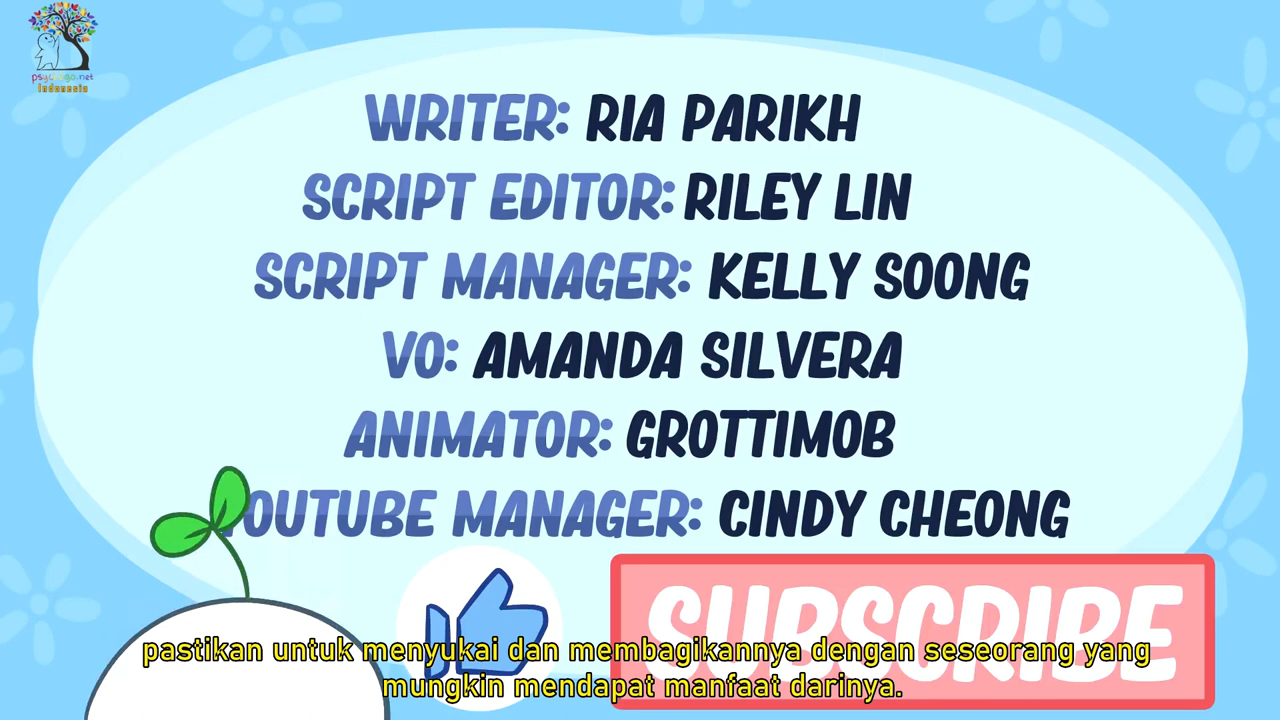 psych2go.net
Indonesia
WRITER: RIA PARIKH
SCRIPT EDITOR: RILEY LIN
SCRIPT MANAGER: KELLY SOONG
VO: AMANDA SILVERA
ANIMATOR: GROTTIMOB
YOUTUBE MANAGER: CINDY CHEONG
SUBSCRIBE
pastikan untuk menyukai dan membagikannya dengan seseorang yang
mungkin mendapat manfaat darinya.